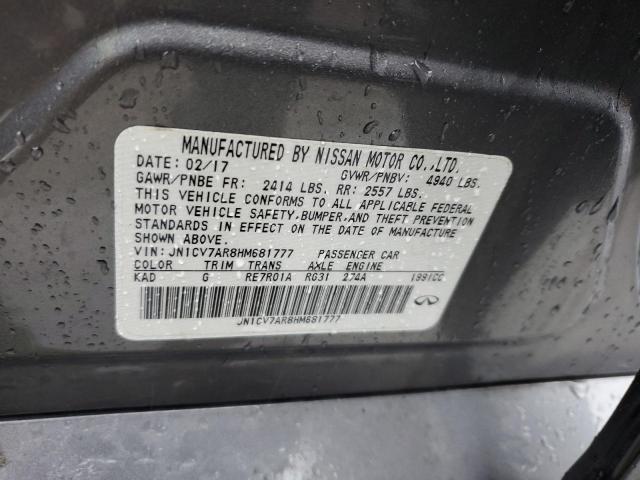 MANUFACTURED BY NISSAN MOTOR CO.,LTD.
DATE: 02/17 GVWR/PNBV: 4940 LBS.
GAWR/PNBE FR: 2414 LBS. RR: 2557 LBS.
THIS VEHICLE CONFORMS TO ALL APPLICABLE FEDERAL
MOTOR VEHICLE SAFETY,BUMPER,AND THEFT PREVENTION
STANDARDS IN EFFECT ON THE DATE OF MANUFACTURE
SHOWN ABOVE.
VIN: JN1CV7AR8HM681777 PASSENGER CAR
COLOR TRIM TRANS AXLE ENGINE
KAD G RE7R01A RG31 274A 1991CC
JN1CV7AR8HM681777